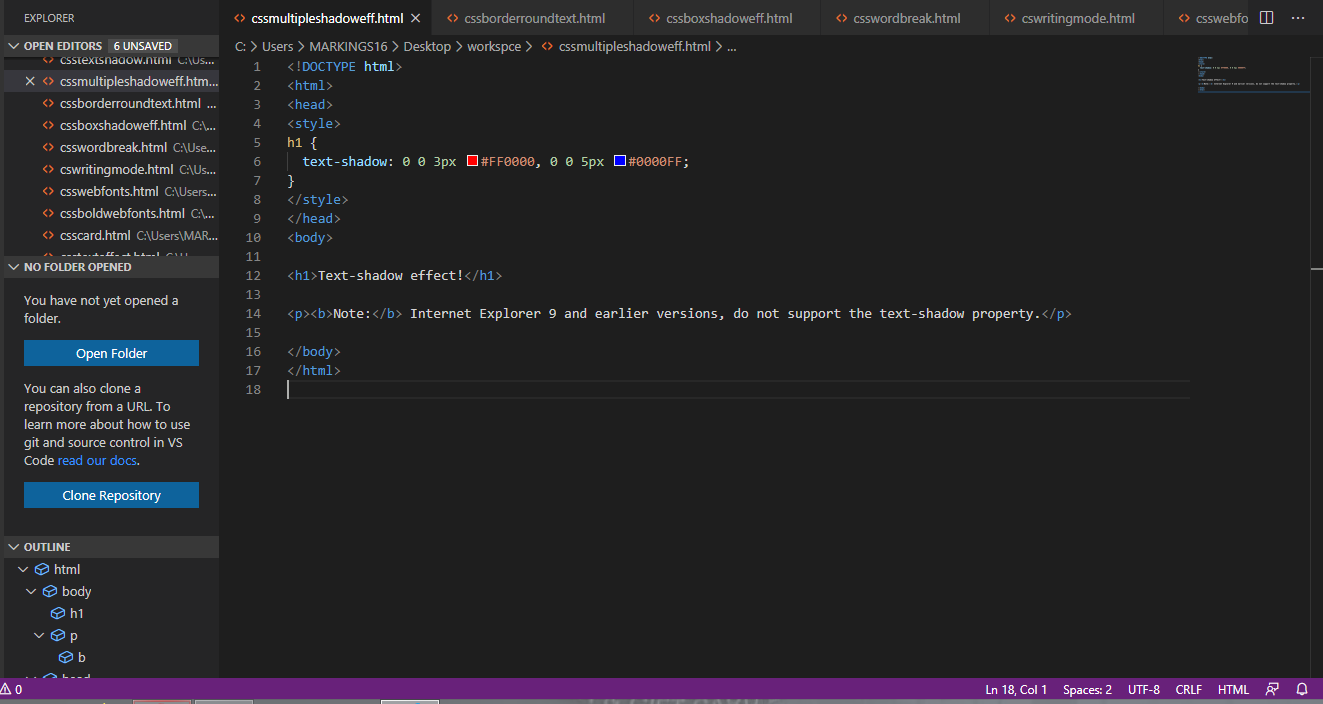 EXPLORER
OPEN EDITORS 6 UNSAVED
csstextshadow.html C:\Us...
cssmultipleshadoweff.htm...
cssborderroundtext.html ...
cssboxshadoweff.html C:\...
csswordbreak.html C:\Use...
cswritingmode.html C:\Us...
csswebfonts.html C:\Users...
cssboldwebfonts.html C:\...
csscard.html C:\Users\MAR...
NO FOLDER OPENED
You have not yet opened a
folder.
Open Folder
You can also clone a
repository from a URL. To
learn more about how to use
git and source control in VS
Code read our docs.
Clone Repository
OUTLINE
html
body
h1
p
b
head
cssmultipleshadoweff.html cssborderroundtext.html cssboxshadoweff.html csswordbreak.html cswritingmode.html csswebfo
C: > Users > MARKINGS16 > Desktop > workspce > cssmultipleshadoweff.html > ...
1 <!DOCTYPE html>
2 <html>
3 <head>
4 <style>
5 h1 {
6 text-shadow: 0 0 3px #FF0000, 0 0 5px #0000FF;
7 }
8 </style>
9 </head>
10 <body>
11
12 <h1>Text-shadow effect!</h1>
13
14 <p><b>Note:</b> Internet Explorer 9 and earlier versions, do not support the text-shadow property.</p>
15
16 </body>
17 </html>
18
0 Ln 18, Col 1 Spaces: 2 UTF-8 CRLF HTML